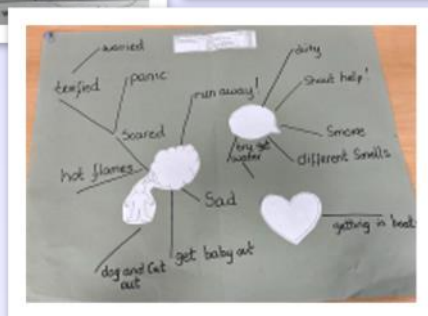 worried
terified
panic
Scared
run away!
hot flames
Sad
get baby out
dog and Cat
out
dirty
Shout help!
Smoke
different Smells
try get
water
getting in boat